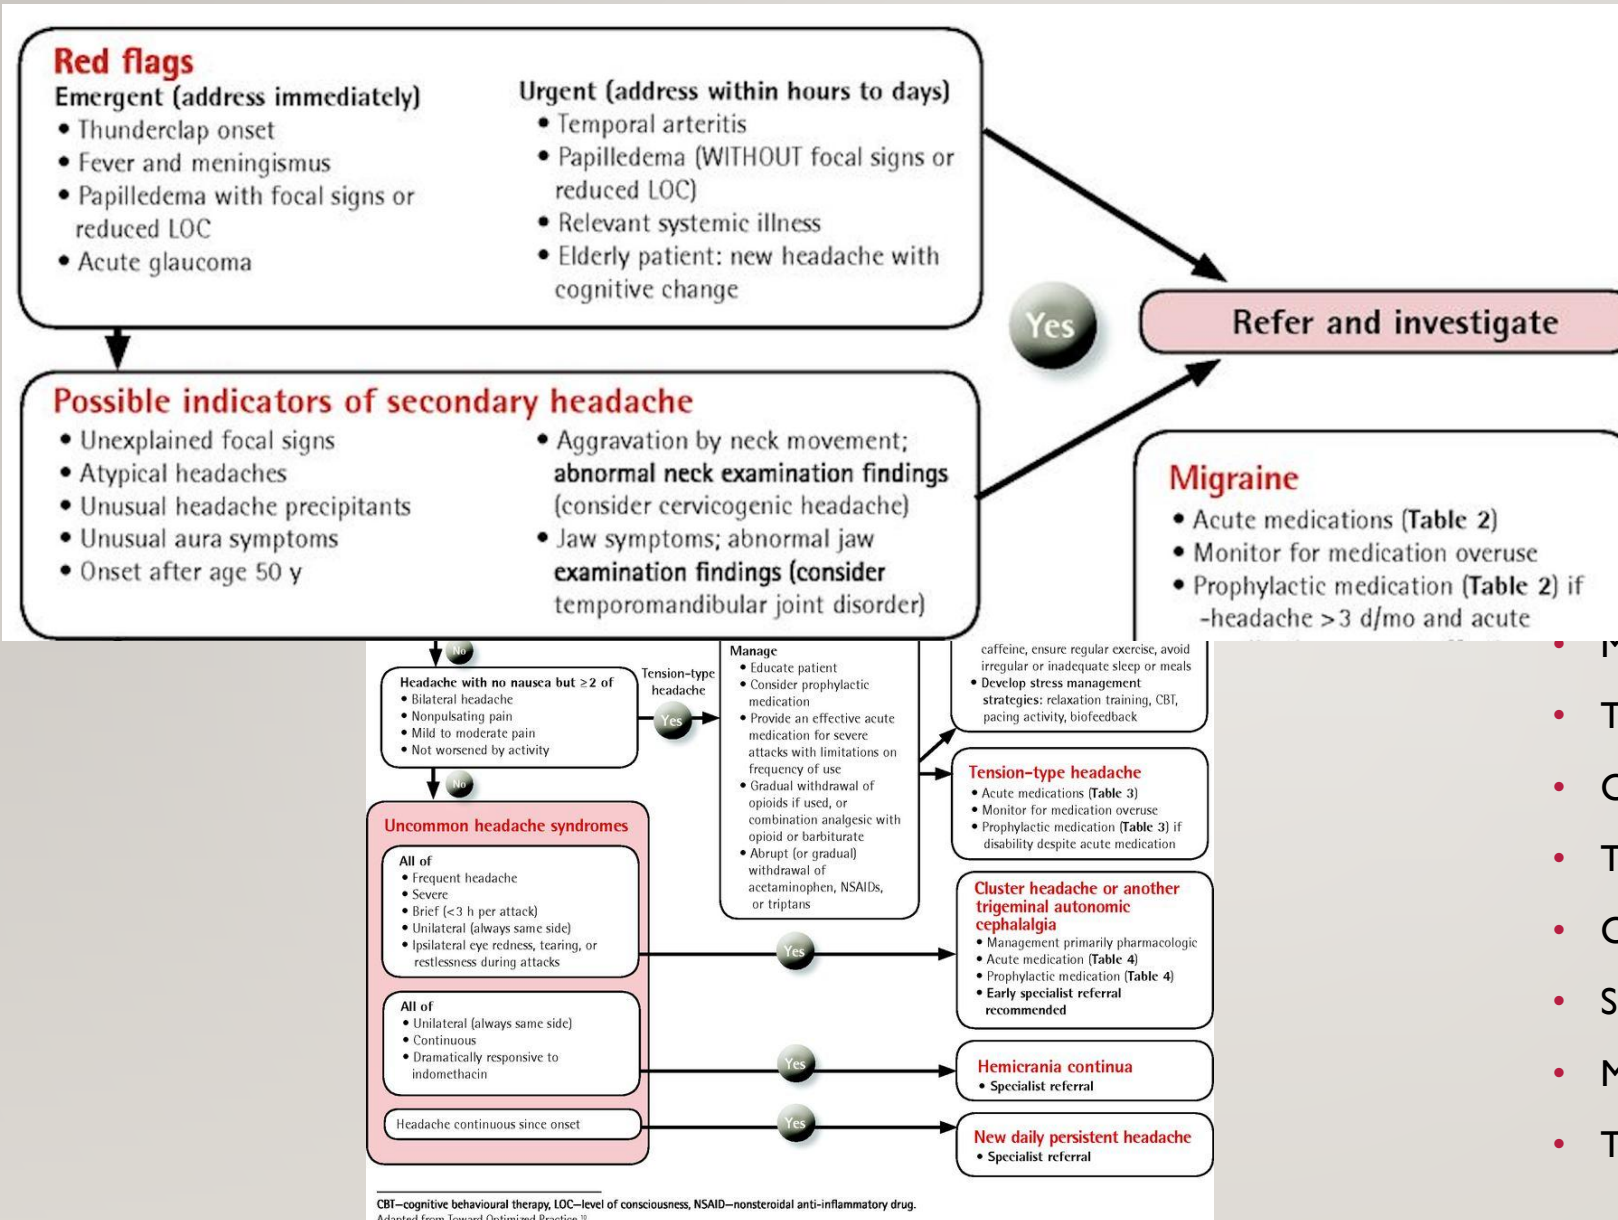 Red flags
Emergent (address immediately)
• Thunderclap onset
• Fever and meningismus
• Papilledema with focal signs or
reduced LOC
• Acute glaucoma
Urgent (address within hours to days)
• Temporal arteritis
• Papilledema (WITHOUT focal signs or
reduced LOC)
• Relevant systemic illness
• Elderly patient: new headache with
cognitive change
Yes
Refer and investigate
Possible indicators of secondary headache
• Unexplained focal signs
• Atypical headaches
• Unusual headache precipitants
• Unusual aura symptoms
• Onset after age 50 y
• Aggravation by neck movement;
abnormal neck examination findings
(consider cervicogenic headache)
• Jaw symptoms; abnormal jaw
examination findings (consider
temporomandibular joint disorder)
Migraine
• Acute medications (Table 2)
• Monitor for medication overuse
• Prophylactic medication (Table 2) if
-headache >3 d/mo and acute
No
Headache with no nausea but ≥2 of
• Bilateral headache
• Nonpulsating pain
• Mild to moderate pain
• Not worsened by activity
Tension-type
headache
Yes
Manage
• Educate patient
• Consider prophylactic
medication
• Provide an effective acute
medication for severe
attacks with limitations on
frequency of use
• Gradual withdrawal of
opioids if used, or
combination analgesic with
opioid or barbiturate
• Abrupt (or gradual)
withdrawal of
acetaminophen, NSAIDs,
or triptans
caffeine, ensure regular exercise, avoid
irregular or inadequate sleep or meals
• Develop stress management
strategies: relaxation training, CBT,
pacing activity, biofeedback
Tension-type headache
• Acute medications (Table 3)
• Monitor for medication overuse
• Prophylactic medication (Table 3) if
disability despite acute medication
No
Uncommon headache syndromes
All of
• Frequent headache
• Severe
• Brief (<3 h per attack)
• Unilateral (always same side)
• Ipsilateral eye redness, tearing, or
restlessness during attacks
Yes
Cluster headache or another
trigeminal autonomic
cephalalgia
• Management primarily pharmacologic
• Acute medication (Table 4)
• Prophylactic medication (Table 4)
• Early specialist referral
recommended
All of
• Unilateral (always same side)
• Continuous
• Dramatically responsive to
indomethacin
Yes
Hemicrania continua
• Specialist referral
Headache continuous since onset
Yes
New daily persistent headache
• Specialist referral
CBT—cognitive behavioural therapy, LOC—level of consciousness, NSAID—nonsteroidal anti-inflammatory drug.
Adapted from Toward Optimized Practice.